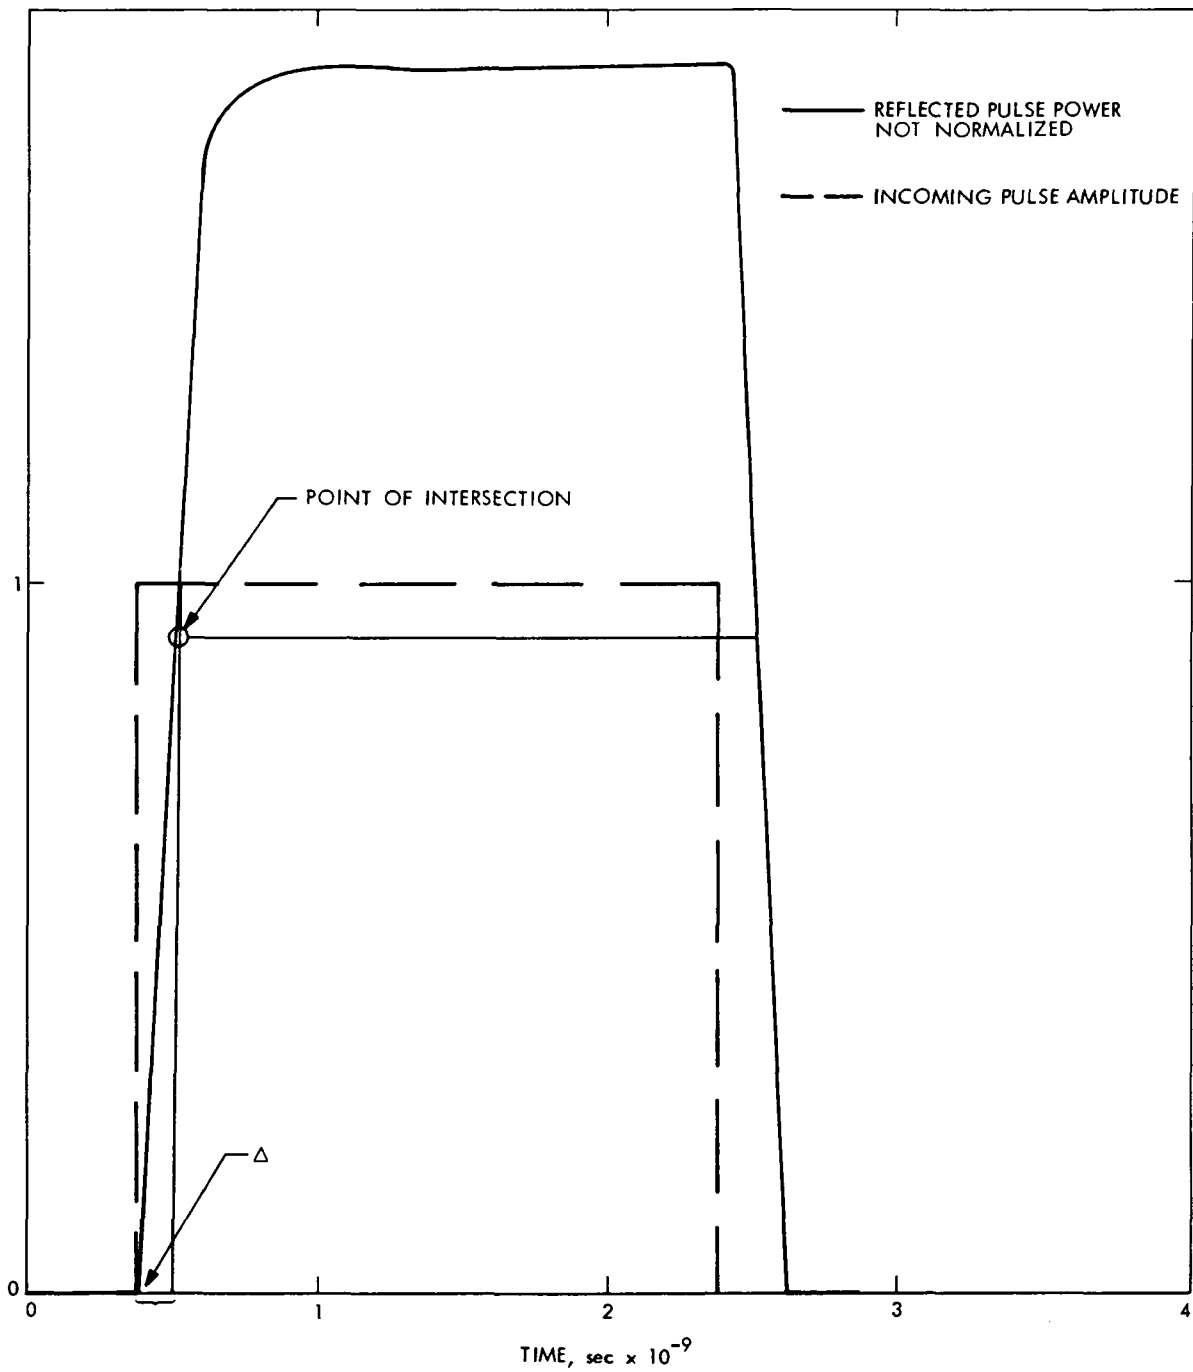 REFLECTED PULSE POWER
NOT NORMALIZED
INCOMING PULSE AMPLITUDE
POINT OF INTERSECTION
1
Δ
0
0 1 2 3 4
TIME, sec x 10⁻⁹